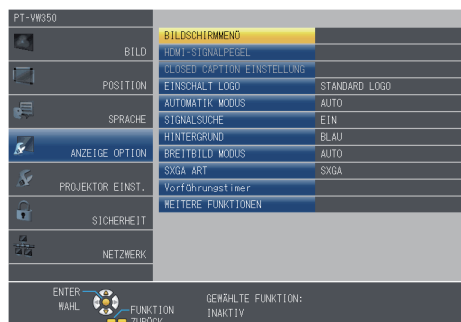 PT-VW350
BILD
POSITION
SPRACHE
ANZEIGE OPTION
PROJEKTOR EINST.
SICHERHEIT
NETZWERK
BILDSCHIRMMENÜ
HDMI-SIGNALPEGEL
CLOSED CAPTION EINSTELLUNG
EINSCHALT LOGO STANDARD LOGO
AUTOMATIK MODUS AUTO
SIGNALSUCHE EIN
HINTERGRUND BLAU
BREITBILD MODUS AUTO
SXGA ART SXGA
Vorführungstimer
WEITERE FUNKTIONEN
ENTER
WAHL
FUNKTION
ZURÜCK
GEWÄHLTE FUNKTION:
INAKTIV